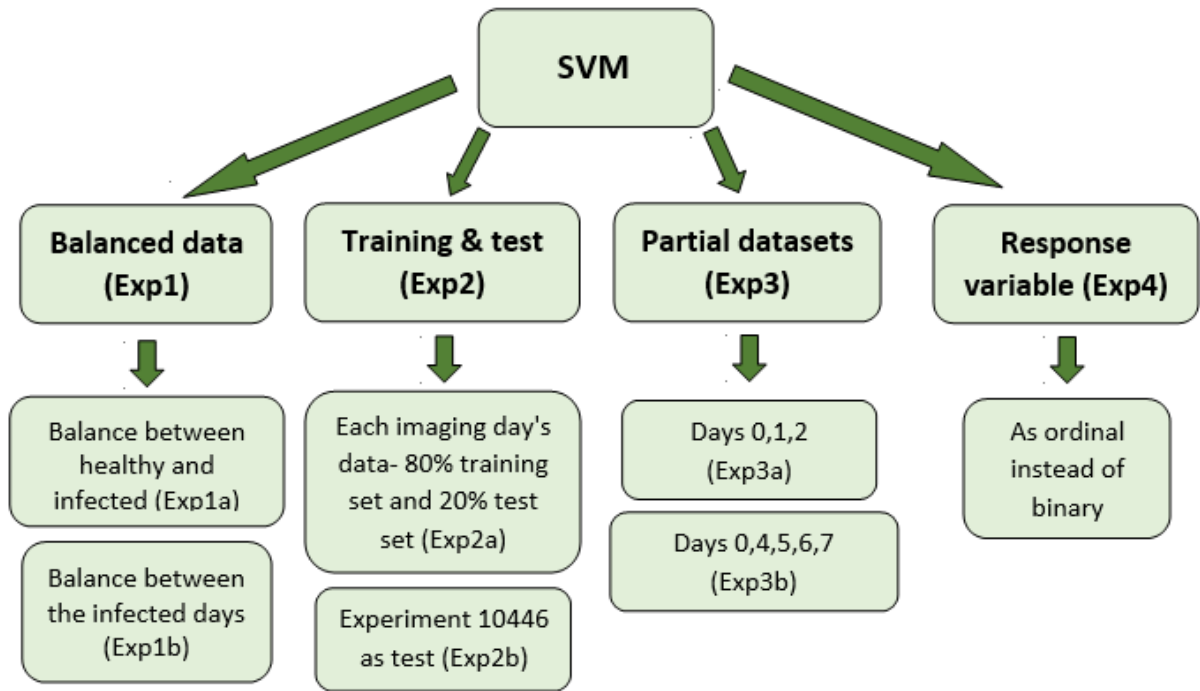 SVM
Balanced data
(Exp1)
Training & test
(Exp2)
Partial datasets
(Exp3)
Response
variable (Exp4)
Balance between
healthy and
infected (Exp1a)
Balance between
the infected days
(Exp1b)
Each imaging day's
data- 80% training
set and 20% test
set (Exp2a)
Experiment 10446
as test (Exp2b)
Days 0,1,2
(Exp3a)
Days 0,4,5,6,7
(Exp3b)
As ordinal
instead of
binary